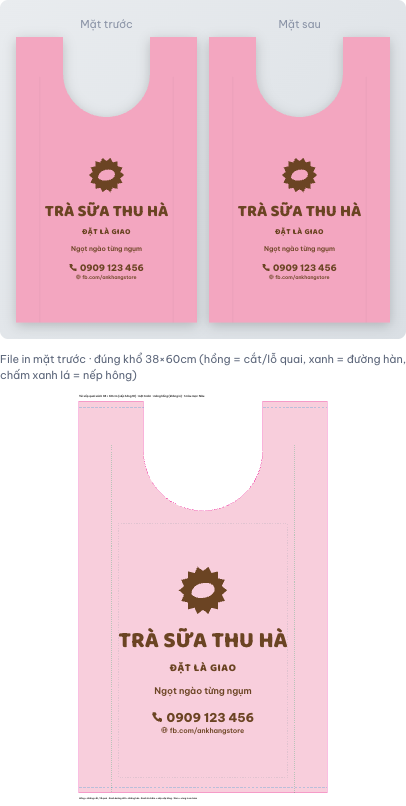 Mặt trước
Mặt sau
TRÀ SỮA THU HÀ
ĐẶT LÀ GIAO
Ngọt ngào từng ngụm
0909 123 456
fb.com/ankhangstore
TRÀ SỮA THU HÀ
ĐẶT LÀ GIAO
Ngọt ngào từng ngụm
0909 123 456
fb.com/ankhangstore
File in mặt trước · đúng khổ 38×60cm (hồng = cắt/lỗ quai, xanh = đường hàn,
chấm xanh lá = nếp hông)
TRÀ SỮA THU HÀ
ĐẶT LÀ GIAO
Ngọt ngào từng ngụm
0909 123 456
fb.com/ankhangstore